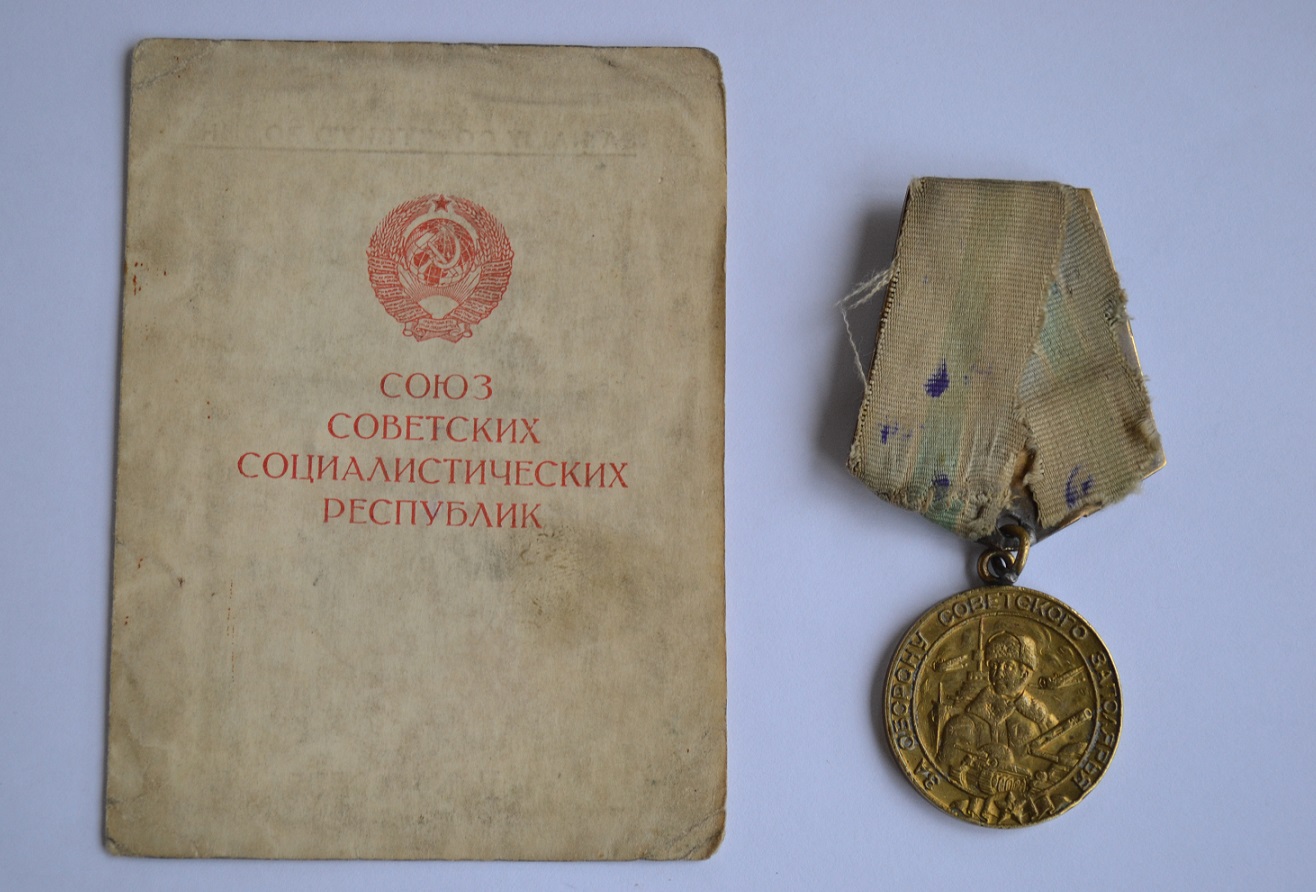 СОЮЗ
СОВЕТСКИХ
СОЦИАЛИСТИЧЕСКИХ
РЕСПУБЛИК
ЗА ОБОРОНУ СОВЕТСКОГО ЗАПОЛЯРЬЯ